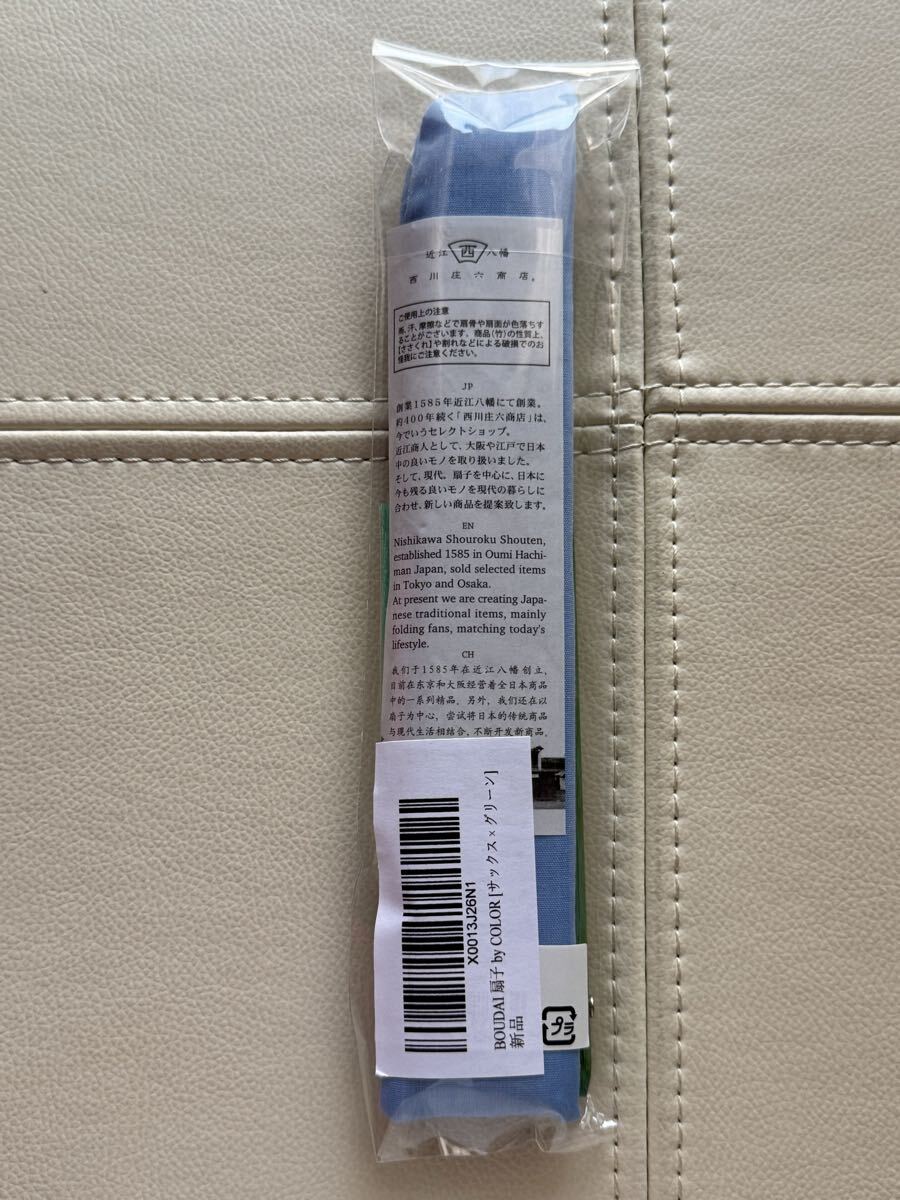 近江 西 八幡
西川庄六商店。
ご使用上の注意
雨、汗、摩擦などで扇骨や扇面が色落ちす
ることがございます。商品(竹)の性質上、
【ささくれ】や割れなどによる破損でのお
怪我にご注意ください。
JP
創業1585年近江八幡にて創業。
約400年続く「西川庄六商店」は、
今でいうセレクトショップ。
近江商人として、大阪や江戸で日本
中の良いモノを取り扱いました。
そして、現代。扇子を中心に、日本に
今も残る良いモノを現代の暮らしに
合わせ、新しい商品を提案致します。
EN
Nishikawa Shouroku Shouten,
established 1585 in Oumi Hachi-
man Japan, sold selected items
in Tokyo and Osaka.
At present we are creating Japa-
nese traditional items, mainly
folding fans, matching today's
lifestyle.
CH
我们于1585年在近江八幡创立,
目前在东京和大阪经营着全日本商品
中的一系列精品。另外, 我们还在以
扇子为中心, 尝试将日本的传统商品
与现代生活相结合, 不断开发新商品。
X0013J26N1
BOUDAI 扇子 by COLOR [サックス×グリーン]
新品
プラ